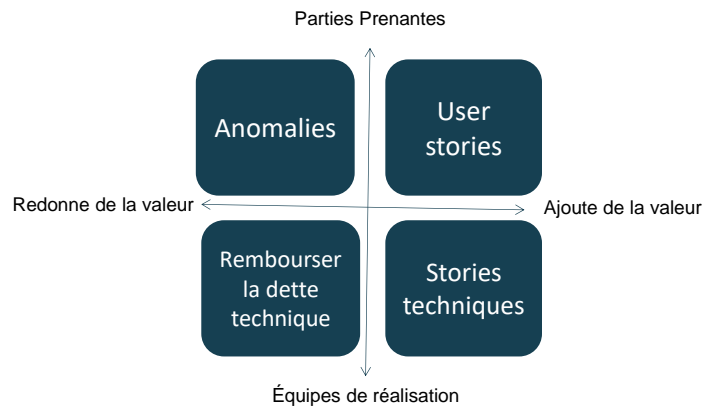 Parties Prenantes
Anomalies
User
stories
Redonne de la valeur
Ajoute de la valeur
Rembourser
la dette
technique
Stories
techniques
Équipes de réalisation